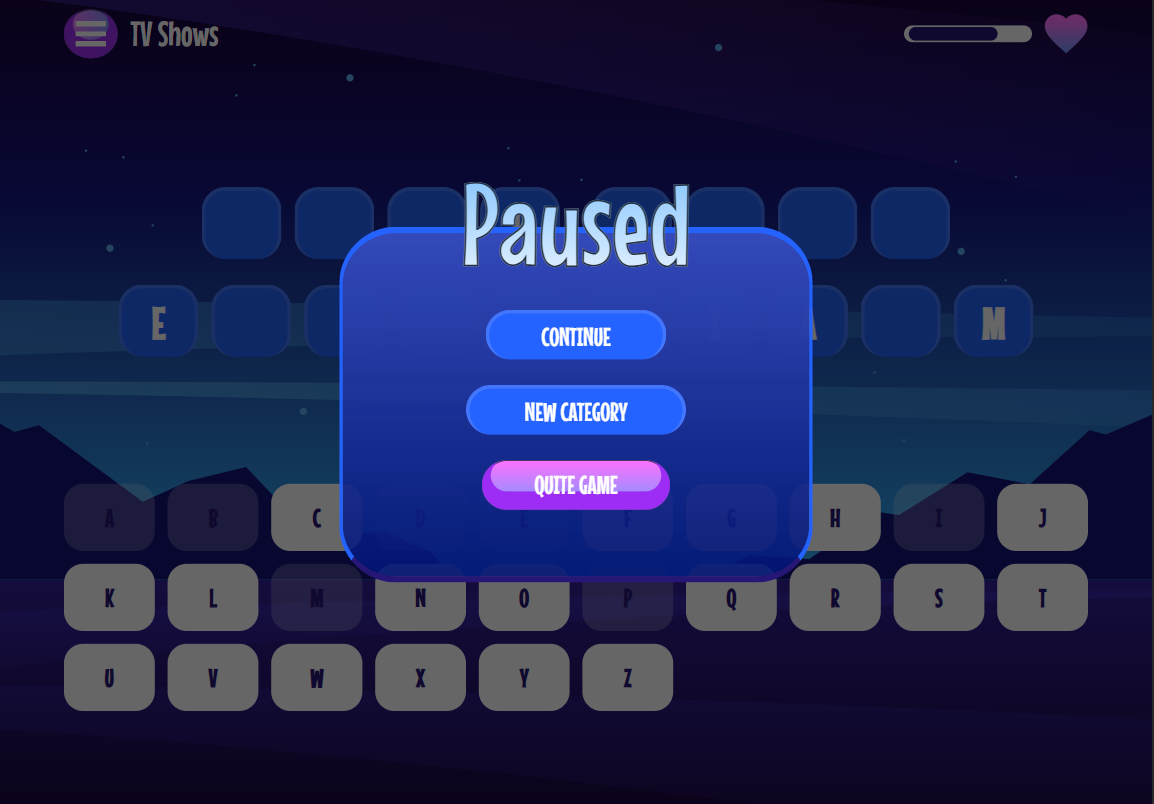 TV Shows
Paused
E I A M
CONTINUE
NEW CATEGORY
QUITE GAME
A B C D E F G H I J
K L M N O P Q R S T
U V W X Y Z